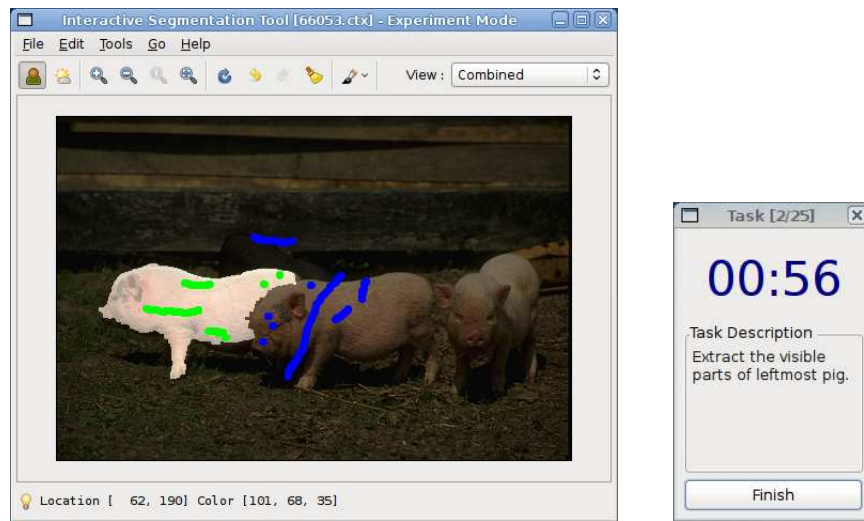 Interactive Segmentation Tool [66053.ctx] - Experiment Mode
File Edit Tools Go Help
View : Combined
Location [ 62, 190] Color [101, 68, 35]
Task [2/25]
00:56
Task Description
Extract the visible
parts of leftmost pig.
Finish